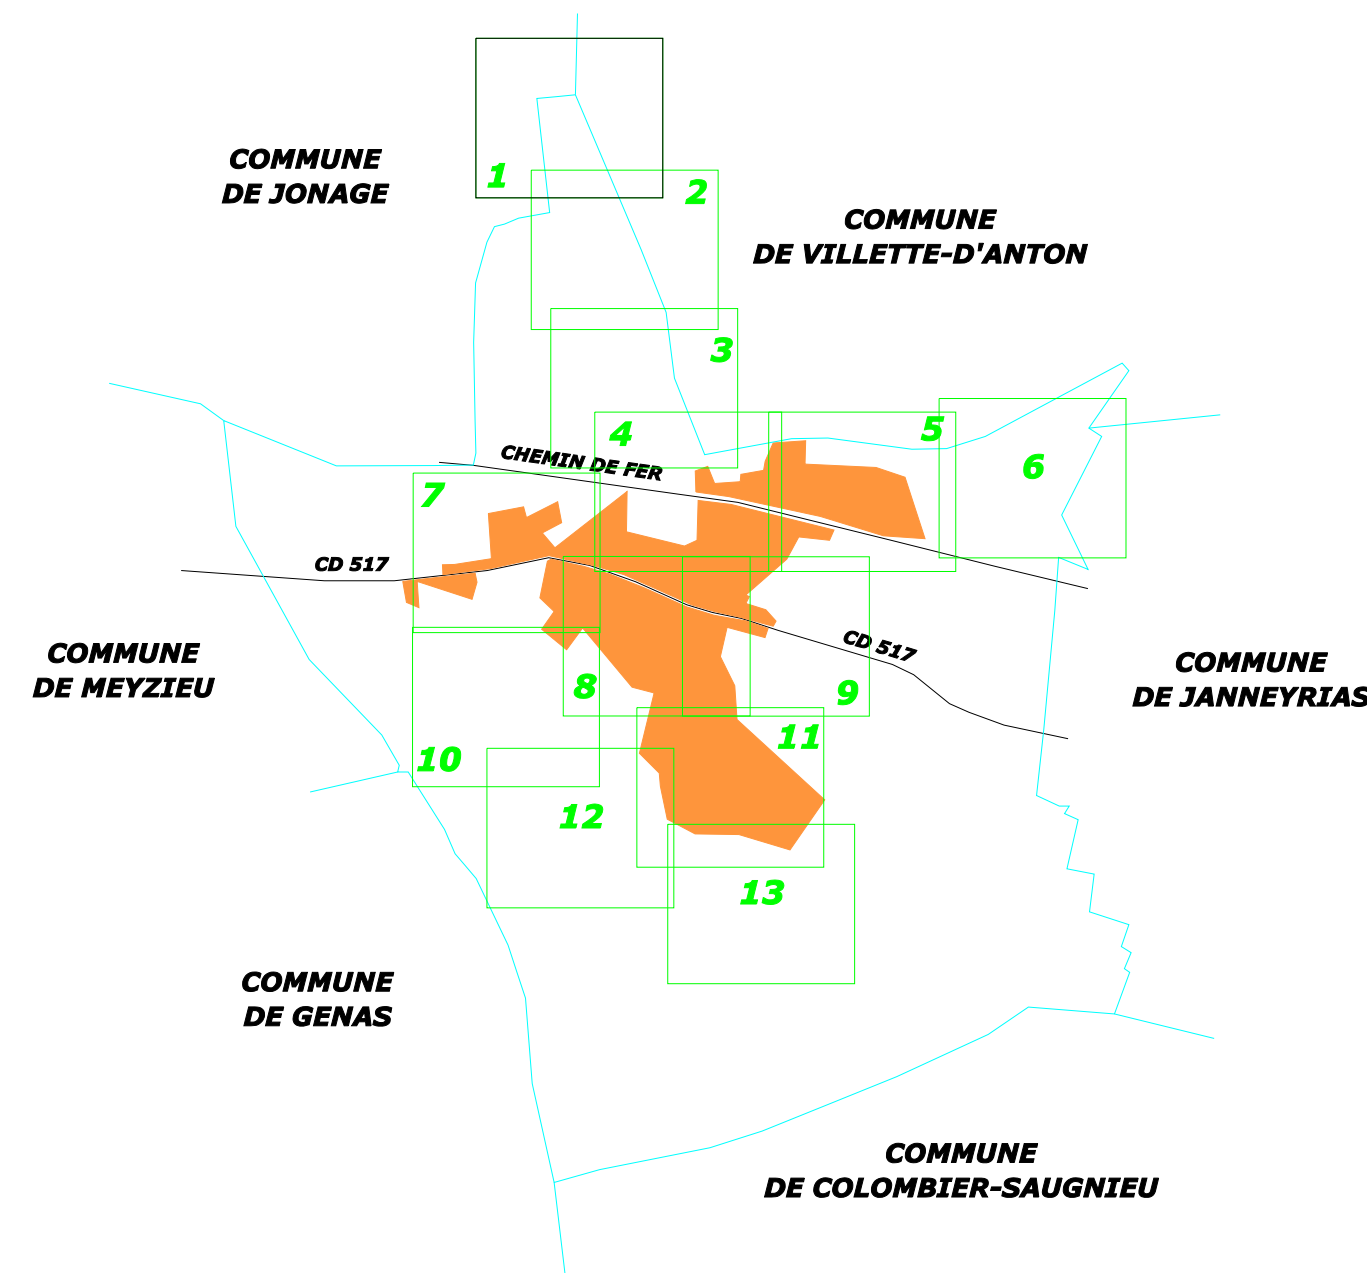 COMMUNE
DE JONAGE
1
2
COMMUNE
DE VILLETTE-D'ANTON
3
4
5
CHEMIN DE FER
6
7
CD 517
COMMUNE
DE MEYZIEU
8
9
CD 517
COMMUNE
DE JANNEYRIAS
10
11
12
13
COMMUNE
DE GENAS
COMMUNE
DE COLOMBIER-SAUGNIEU